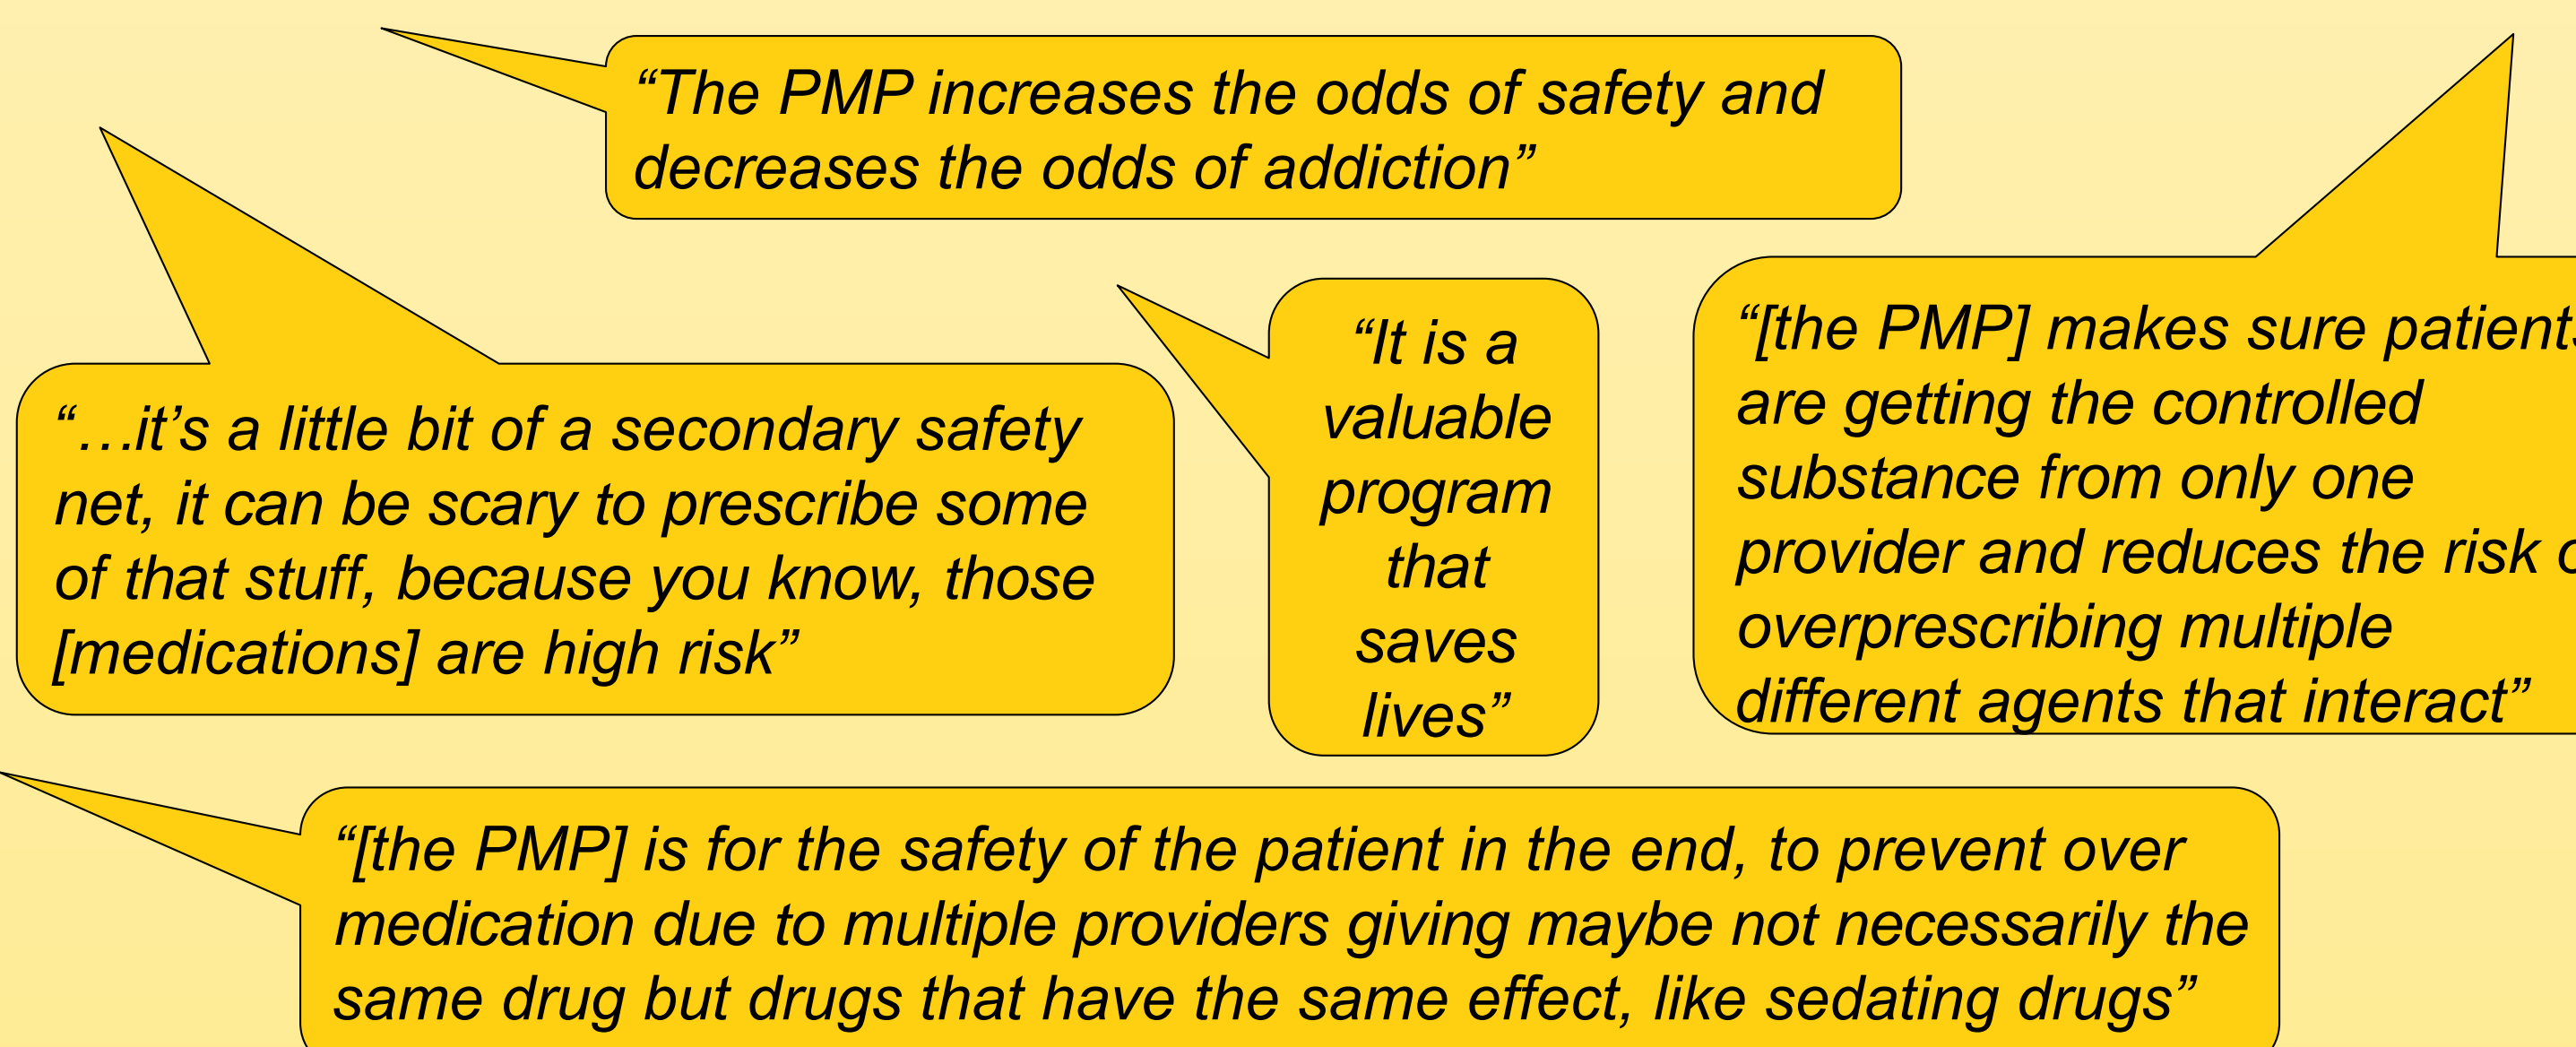 “The PMP increases the odds of safety and
decreases the odds of addiction”
“…it’s a little bit of a secondary safety
net, it can be scary to prescribe some
of that stuff, because you know, those
[medications] are high risk”
“It is a
valuable
program
that
saves
lives”
“[the PMP] makes sure patients
are getting the controlled
substance from only one
provider and reduces the risk
overprescribing multiple
different agents that interact”
“[the PMP] is for the safety of the patient in the end, to prevent over
medication due to multiple providers giving maybe not necessarily the
same drug but drugs that have the same effect, like sedating drugs”